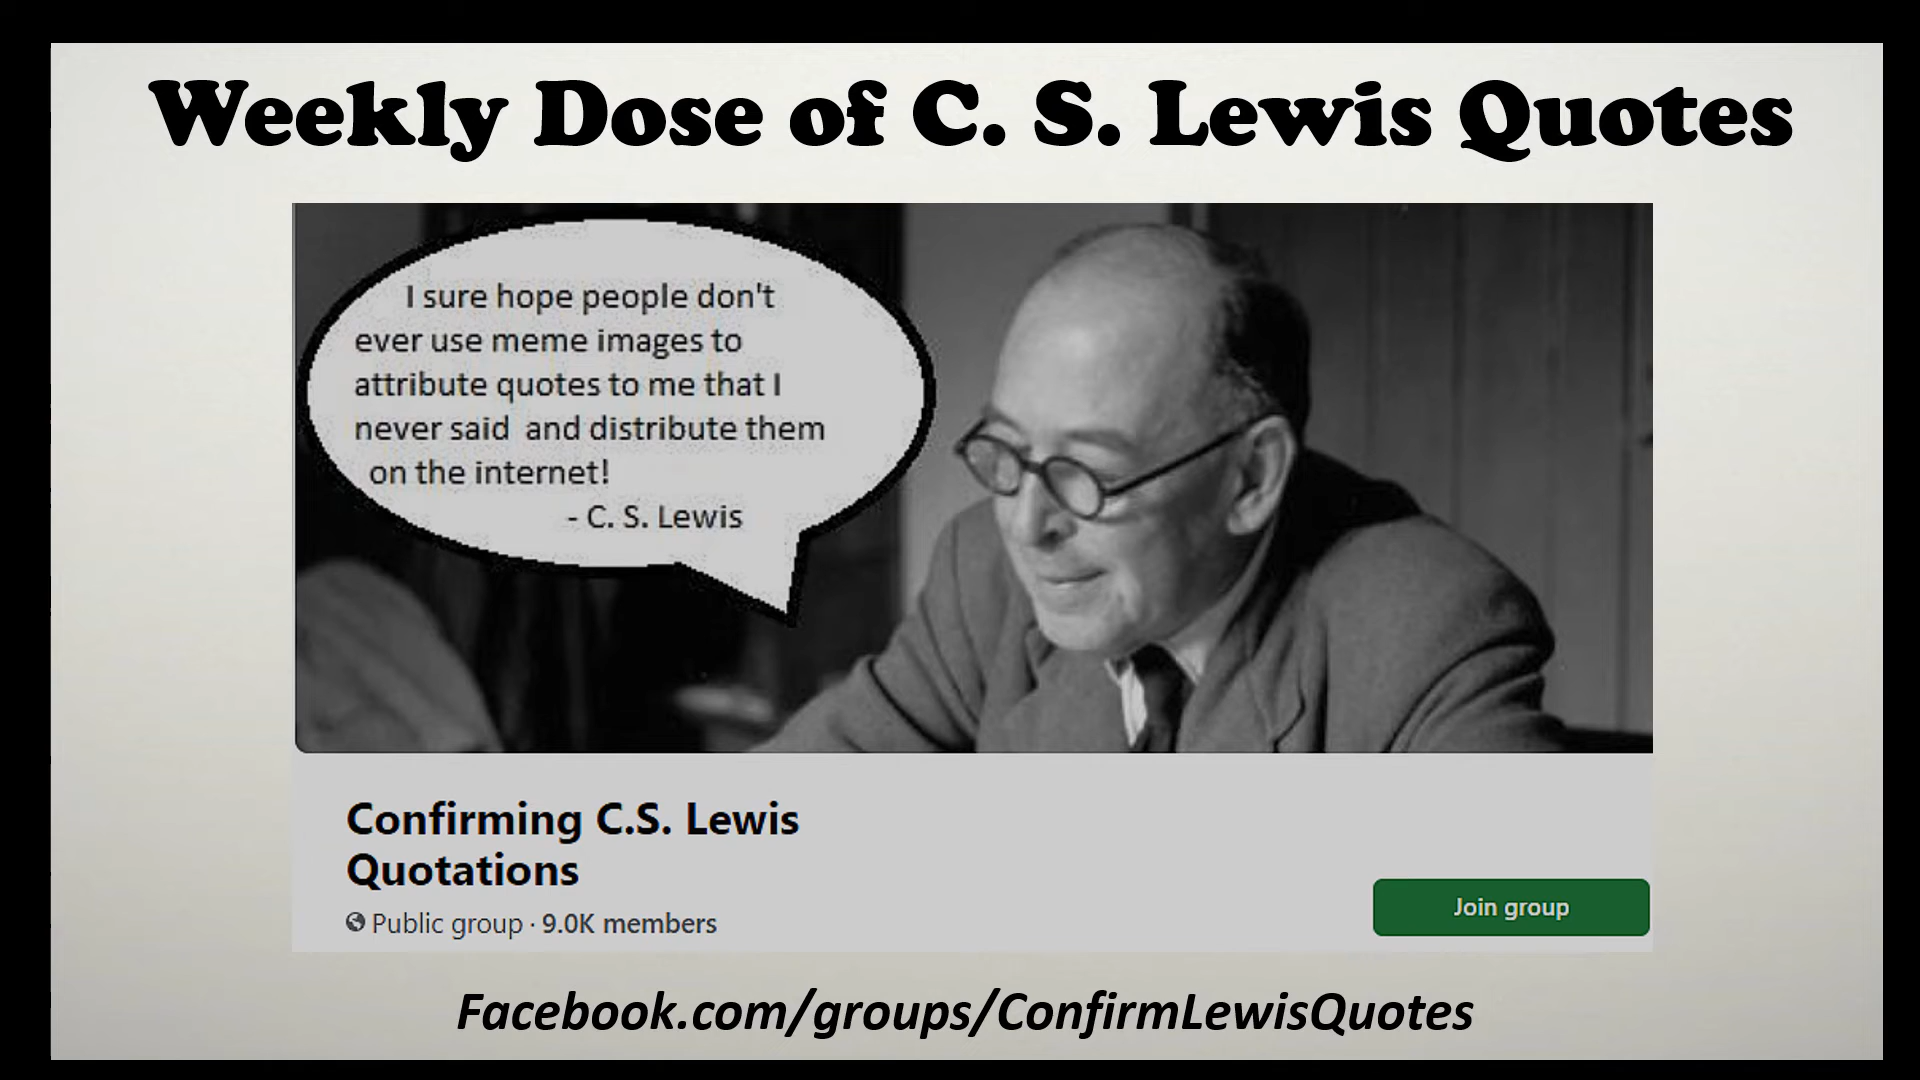 Weekly Dose of C. S. Lewis Quotes
I sure hope people don't
ever use meme images to
attribute quotes to me that I
never said and distribute them
on the internet!
- C. S. Lewis
Confirming C.S. Lewis
Quotations
Public group · 9.0K members
Join group
Facebook.com/groups/ConfirmLewisQuotes